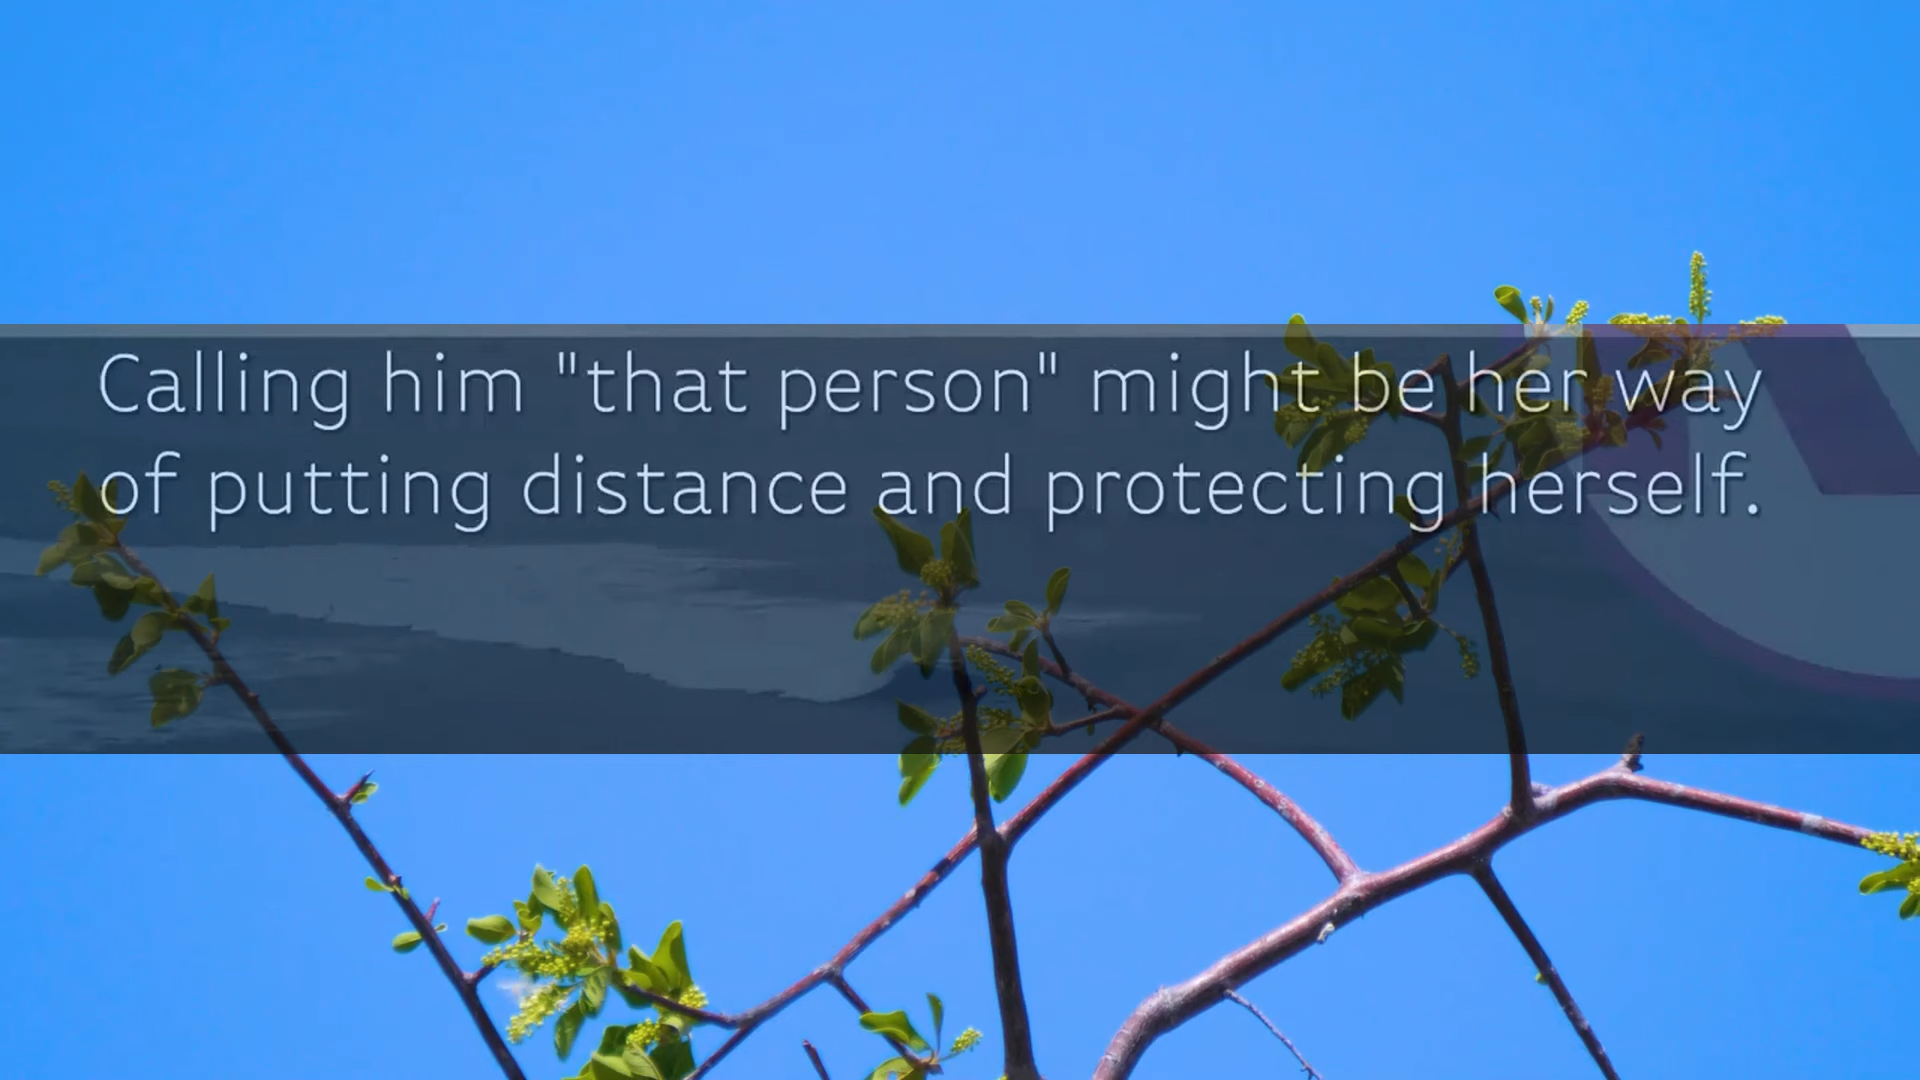 Calling him "that person" might be her way
of putting distance and protecting herself.